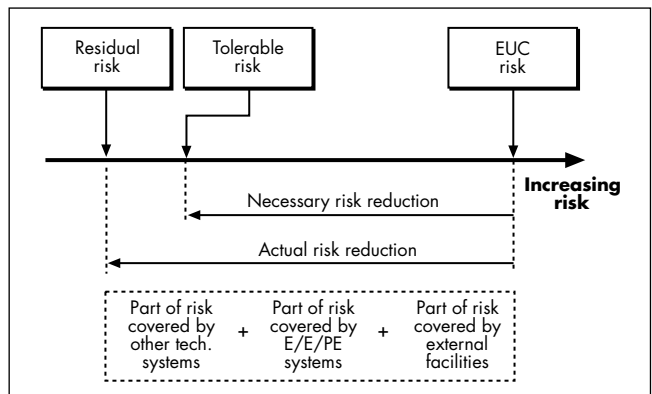 Residual
risk
Tolerable
risk
EUC
risk
Increasing
risk
Necessary risk reduction
Actual risk reduction
Part of risk
covered by
other tech.
systems
+
Part of risk
covered by
E/E/PE
systems
+
Part of risk
covered by
external
facilities